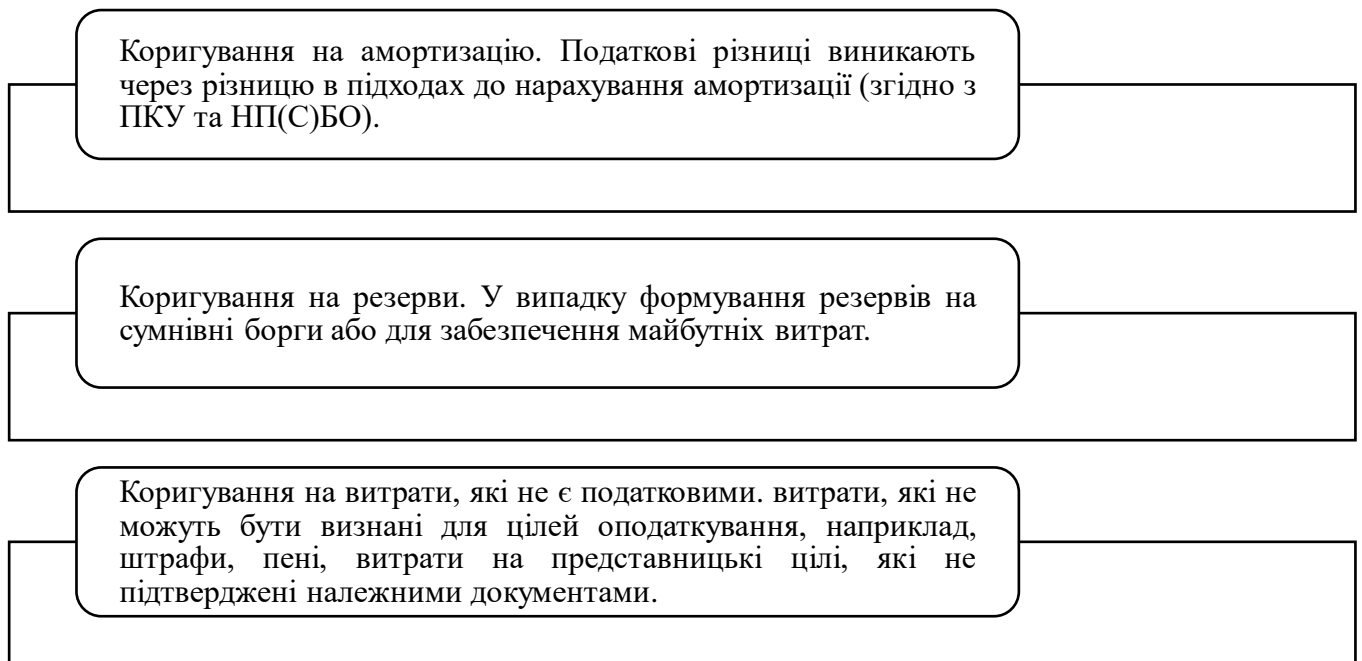 Коригування на амортизацію. Податкові різниці виникають
через різницю в підходах до нарахування амортизації (згідно з
ПКУ та НП(С)БО).
Коригування на резерви. У випадку формування резервів на
сумнівні борги або для забезпечення майбутніх витрат.
Коригування на витрати, які не є податковими. витрати, які не
можуть бути визнані для цілей оподаткування, наприклад,
штрафи, пені, витрати на представницькі цілі, які не
підтверджені належними документами.